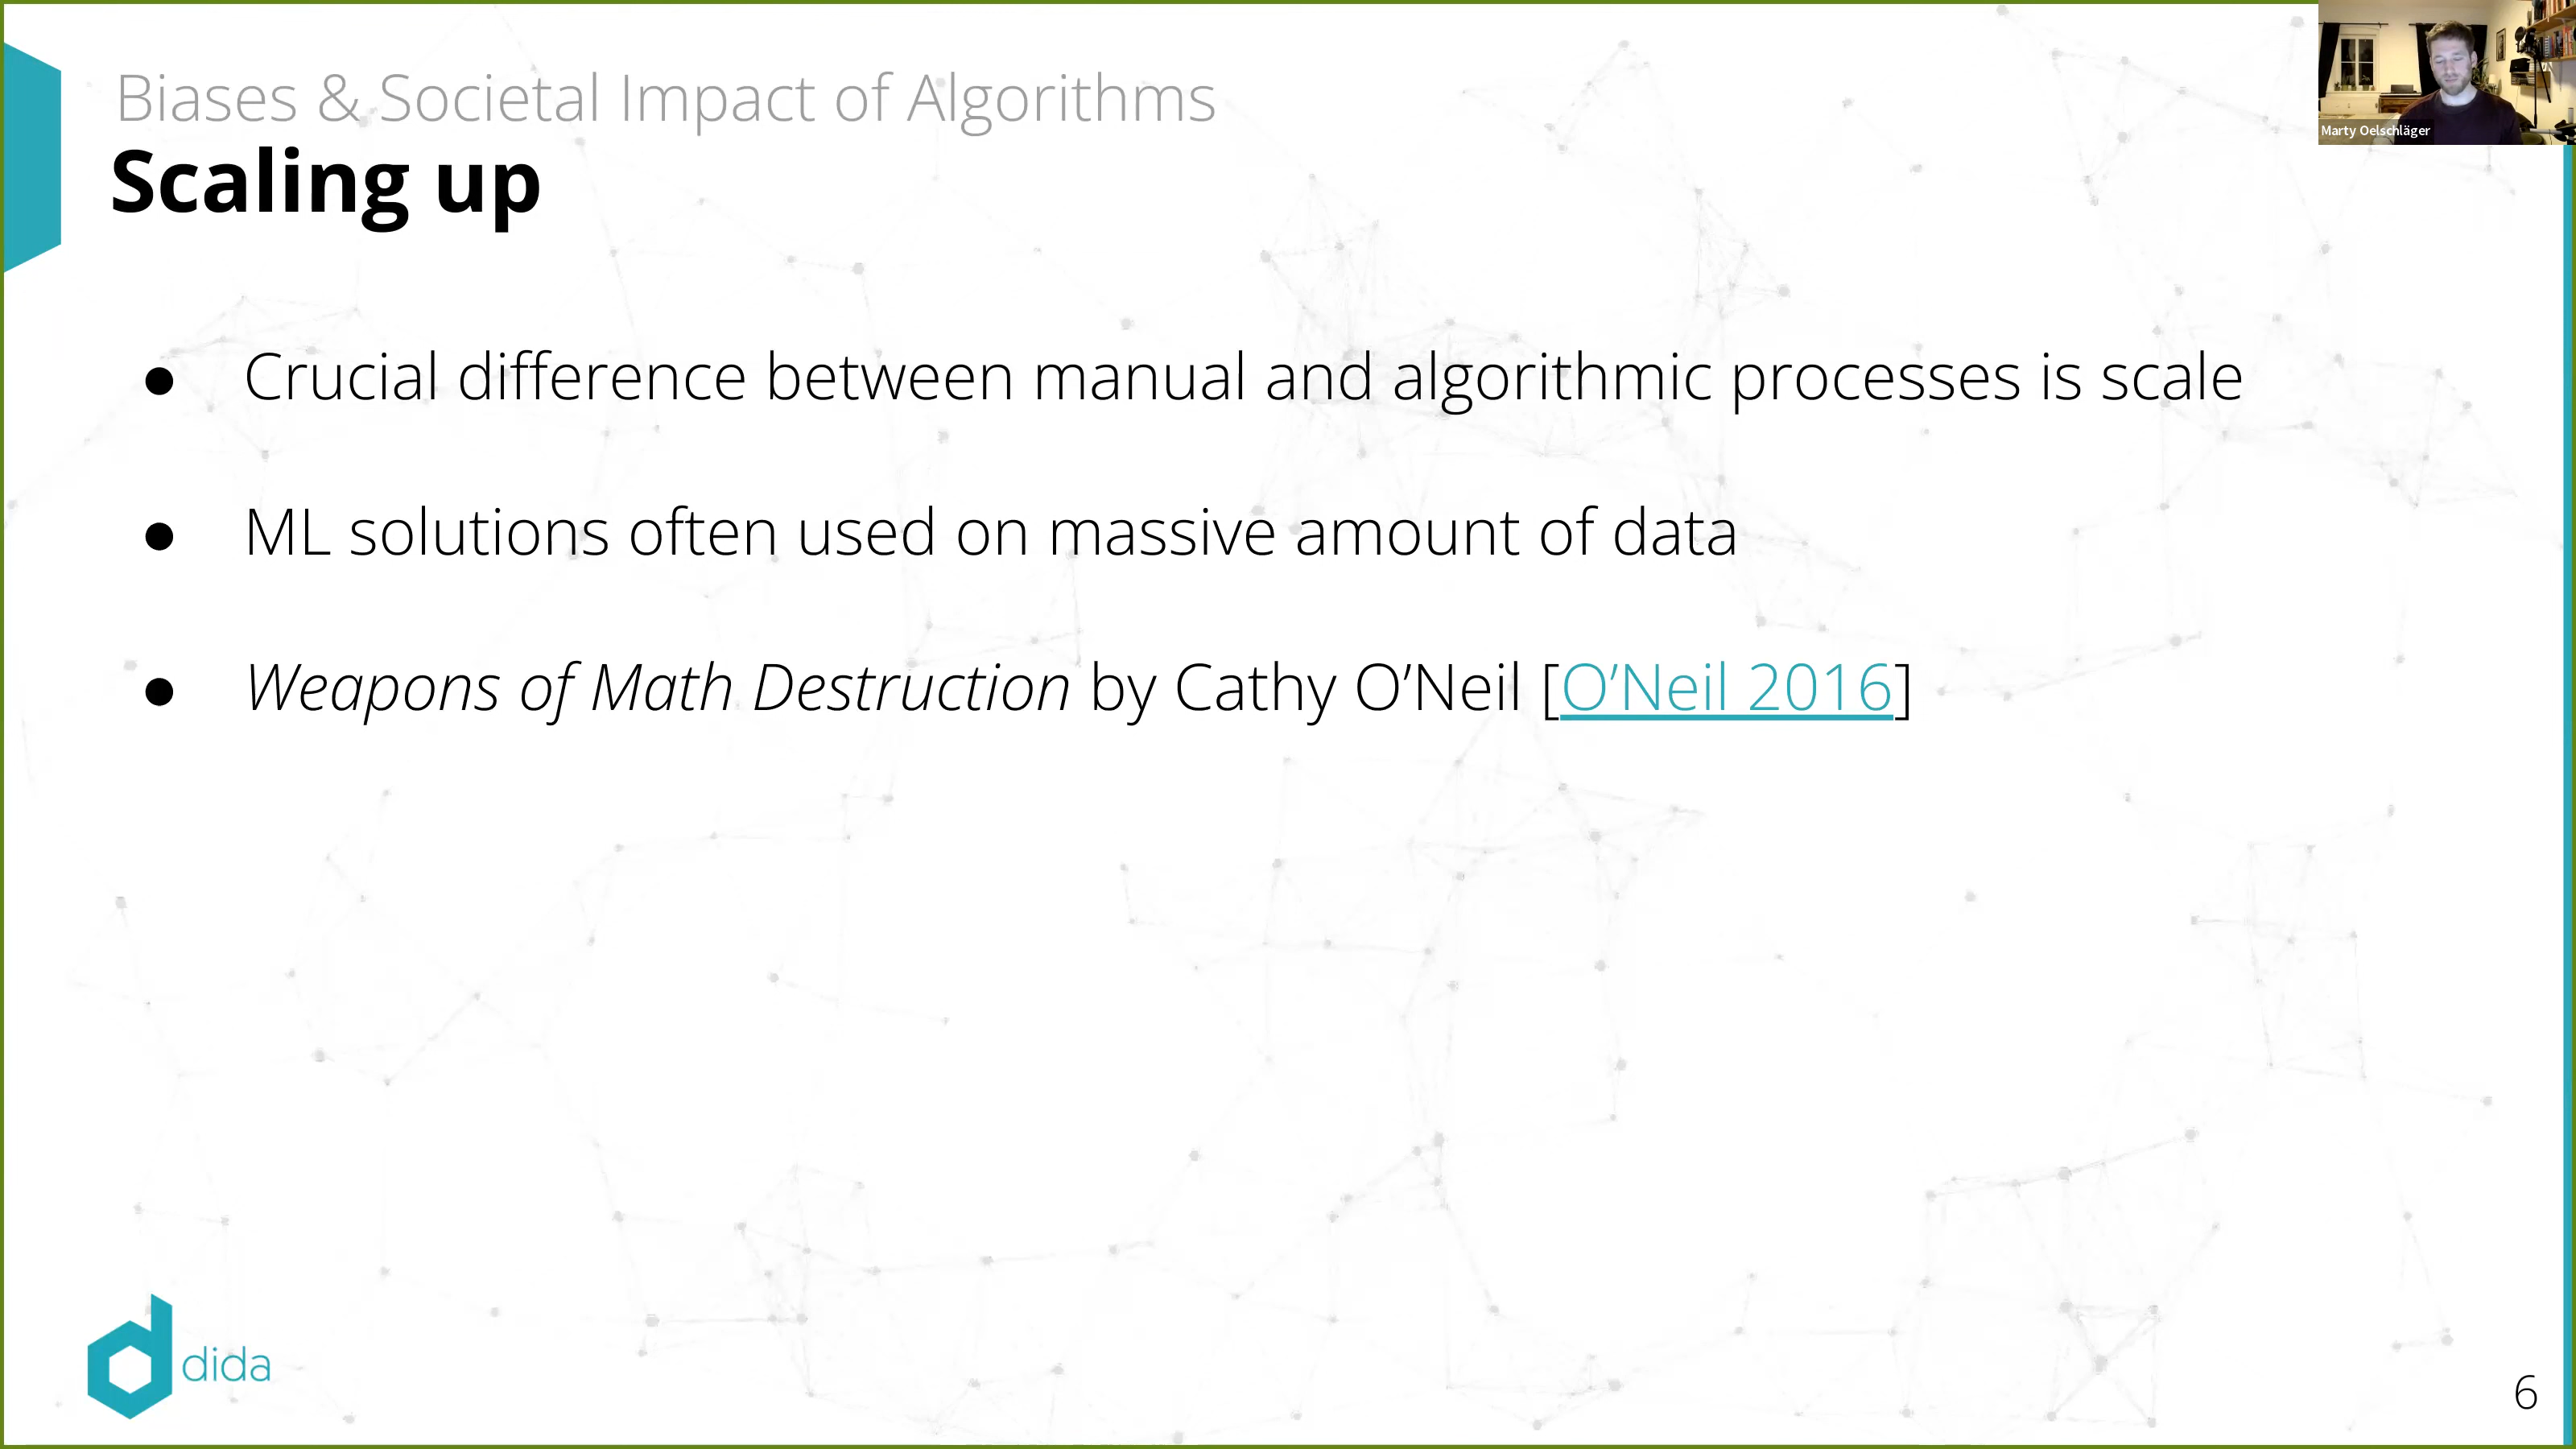 Biases & Societal Impact of Algorithms
Scaling up
Marty Oelschläger
● Crucial difference between manual and algorithmic processes is scale
● ML solutions often used on massive amount of data
● Weapons of Math Destruction by Cathy O’Neil [O’Neil 2016]
dida
6